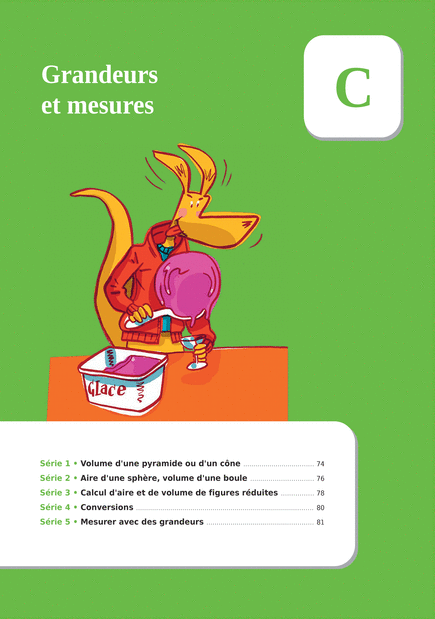 Grandeurs
et mesures
C
Glace
Série 1 • Volume d'une pyramide ou d'un cône 74
Série 2 • Aire d'une sphère, volume d'une boule 76
Série 3 • Calcul d'aire et de volume de figures réduites 78
Série 4 • Conversions 80
Série 5 • Mesurer avec des grandeurs 81